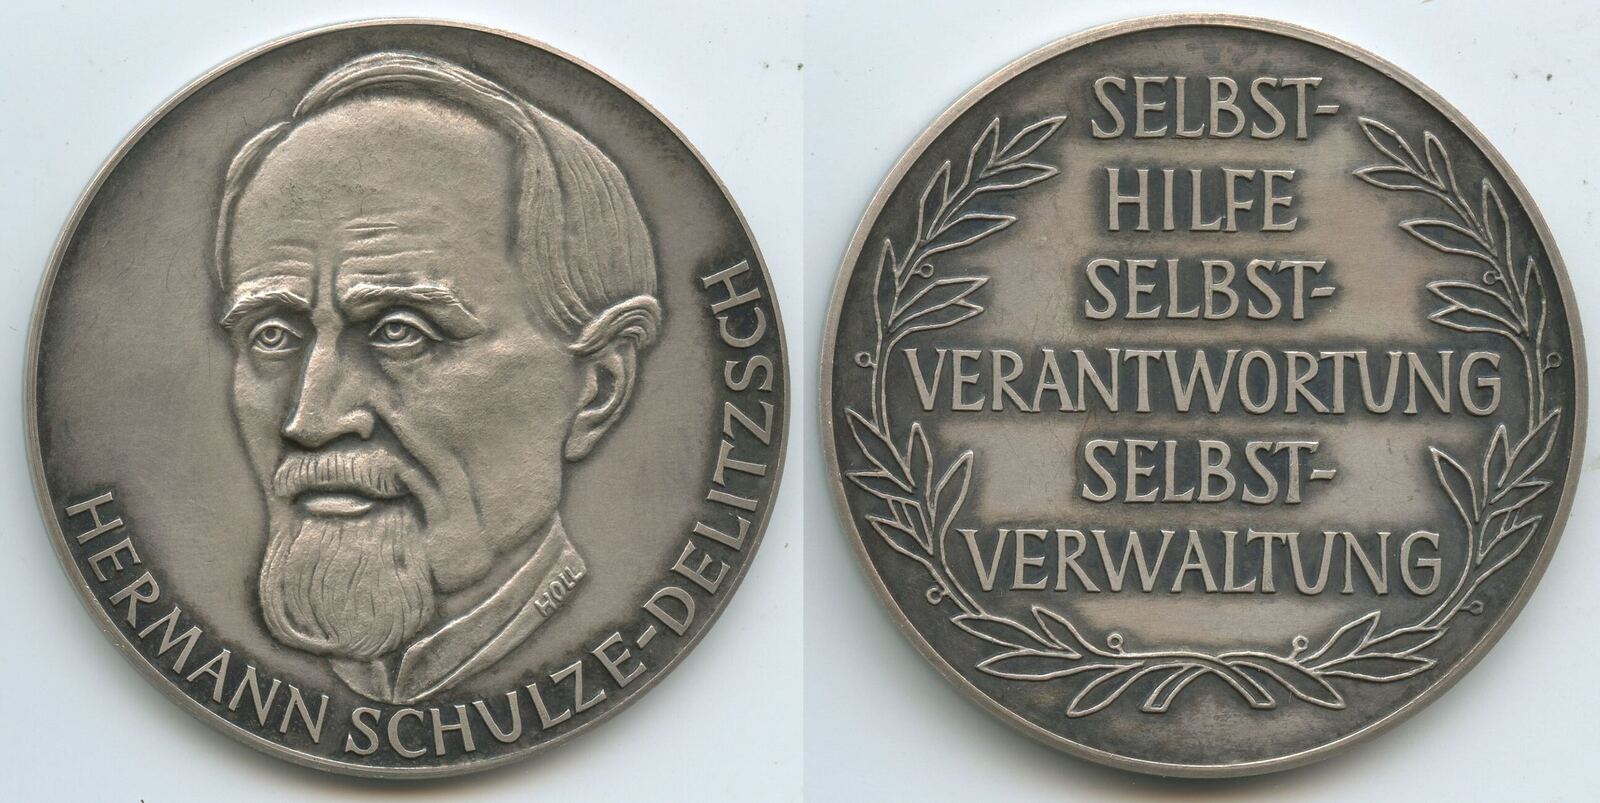 HERMANN SCHULZE-DELITZSCH
HOLL
SELBST-
HILFE
SELBST-
VERANTWORTUNG
SELBST-
VERWALTUNG